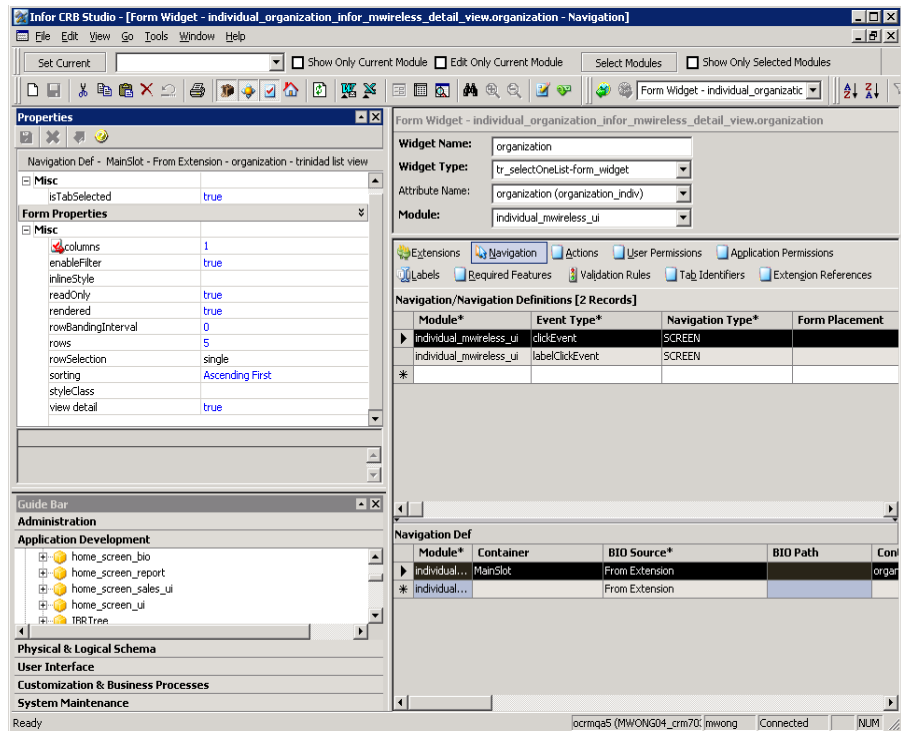 Infor CRB Studio - [Form Widget - individual_organization_infor_mwireless_detail_view.organization - Navigation]
File Edit View Go Tools Window Help
Set Current Show Only Current Module Edit Only Current Module Select Modules Show Only Selected Modules
Form Widget - individual_organizatic
Properties
Navigation Def - MainSlot - From Extension - organization - trinidad list view
Misc
isTabSelected true
Form Properties
Misc
columns 1
enableFilter true
inlineStyle
readOnly true
rendered true
rowBandingInterval 0
rows 5
rowSelection single
sorting Ascending First
styleClass
view detail true
Guide Bar
Administration
Application Development
home_screen_bio
home_screen_report
home_screen_sales_ui
home_screen_ui
IBRTree
Physical & Logical Schema
User Interface
Customization & Business Processes
System Maintenance
Form Widget - individual_organization_infor_mwireless_detail_view.organization
Widget Name: organization
Widget Type: tr_selectOneList-form_widget
Attribute Name: organization (organization_indiv)
Module: individual_mwireless_ui
Extensions Navigation Actions User Permissions Application Permissions
Labels Required Features Validation Rules Tab Identifiers Extension References
Navigation/Navigation Definitions [2 Records]
Module* Event Type* Navigation Type* Form Placement
individual_mwireless_ui clickEvent SCREEN
individual_mwireless_ui labelClickEvent SCREEN
Navigation Def
Module* Container BIO Source* BIO Path Con
individual... MainSlot From Extension organ
individual... From Extension
Ready ocrmqa5 (MWONG04_crm70: mwong Connected NUM